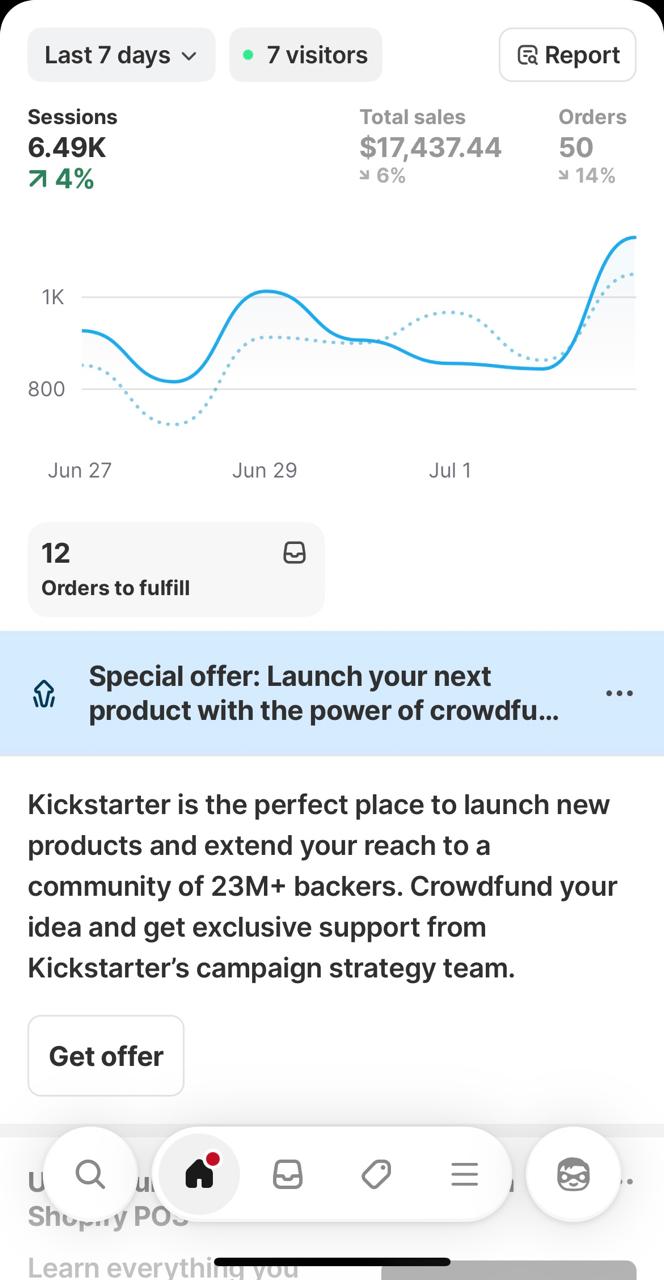 Last 7 days
7 visitors
Report
Sessions
Total sales
Orders
6.49K
$17,437.44
50
4%
6%
14%
1K
800
Jun 27
Jun 29
Jul 1
12
Orders to fulfill
Special offer: Launch your next
product with the power of crowdfu...
Kickstarter is the perfect place to launch new
products and extend your reach to a
community of 23M+ backers. Crowdfund your
idea and get exclusive support from
Kickstarter’s campaign strategy team.
Get offer
Shopify POS
Learn everything you